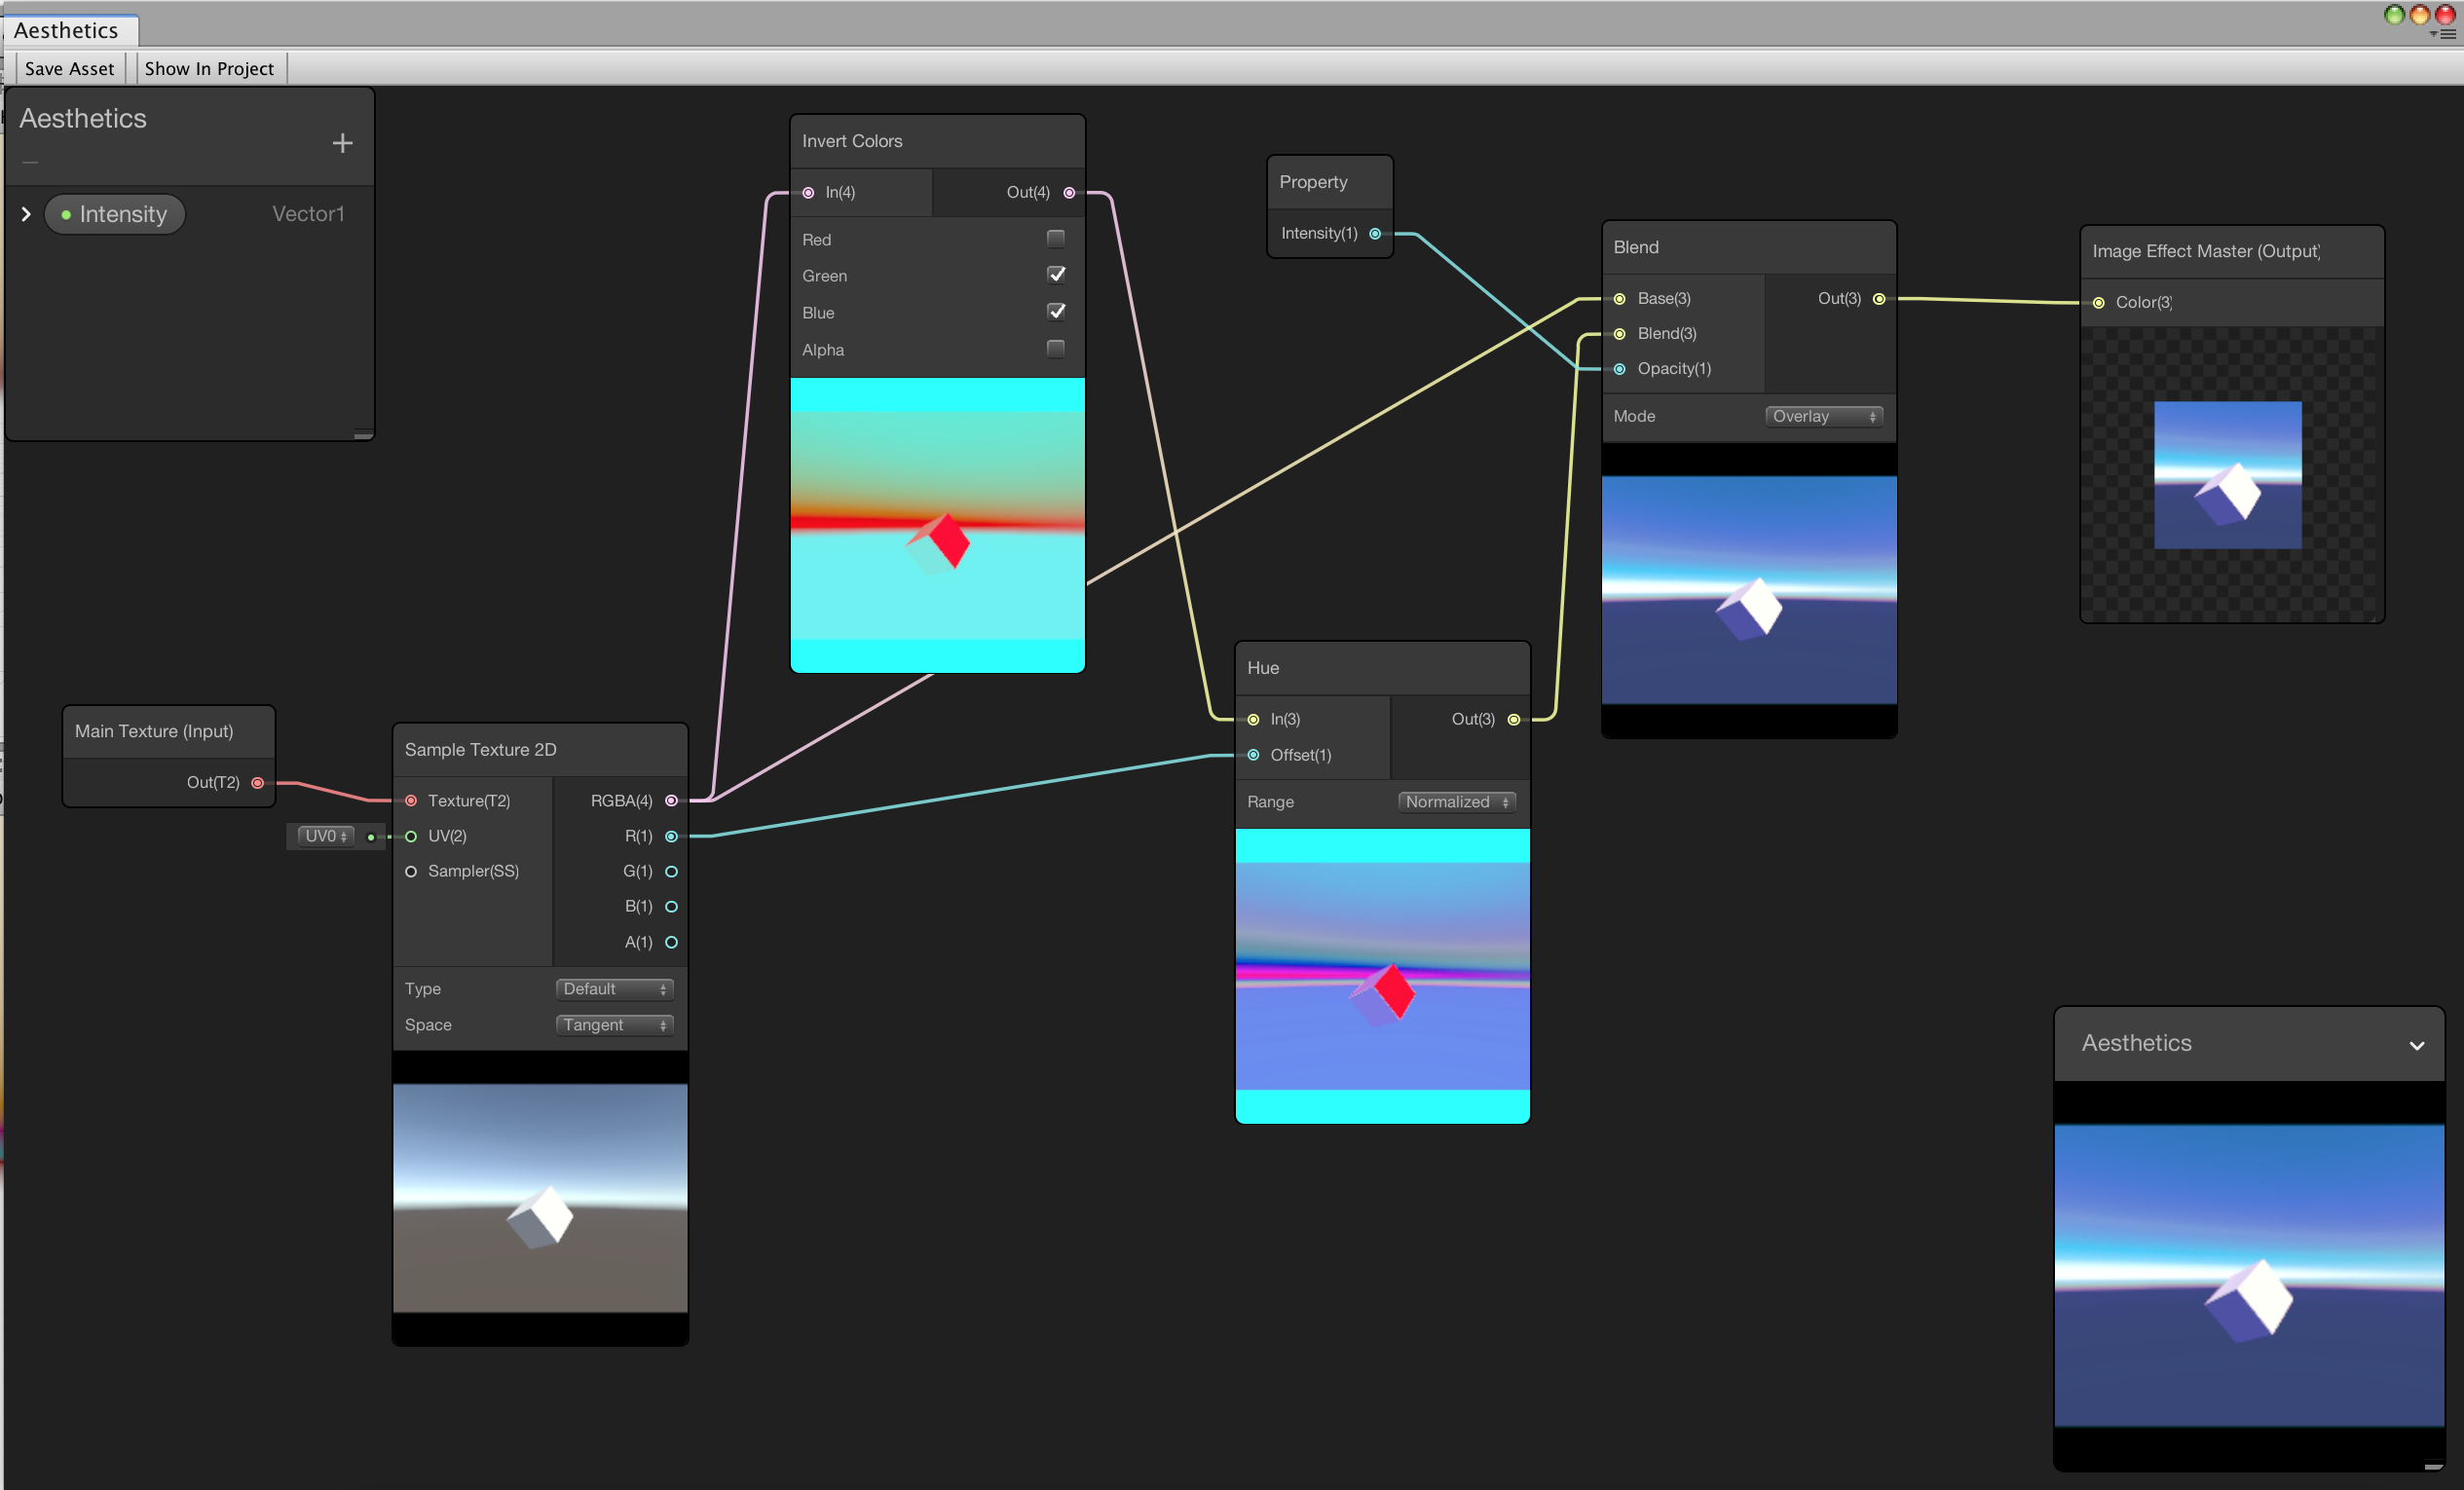 Aesthetics
Save Asset
Show In Project
Aesthetics
Intensity
Vector1
Invert Colors
In(4)
Out(4)
Red
Green
Blue
Alpha
Property
Intensity(1)
Blend
Base(3)
Out(3)
Blend(3)
Opacity(1)
Mode
Overlay
Image Effect Master (Output)
Color(3)
Main Texture (Input)
Out(T2)
UV0
Sample Texture 2D
Texture(T2)
RGBA(4)
UV(2)
R(1)
Sampler(SS)
G(1)
B(1)
A(1)
Type
Default
Space
Tangent
Hue
In(3)
Out(3)
Offset(1)
Range
Normalized
Aesthetics